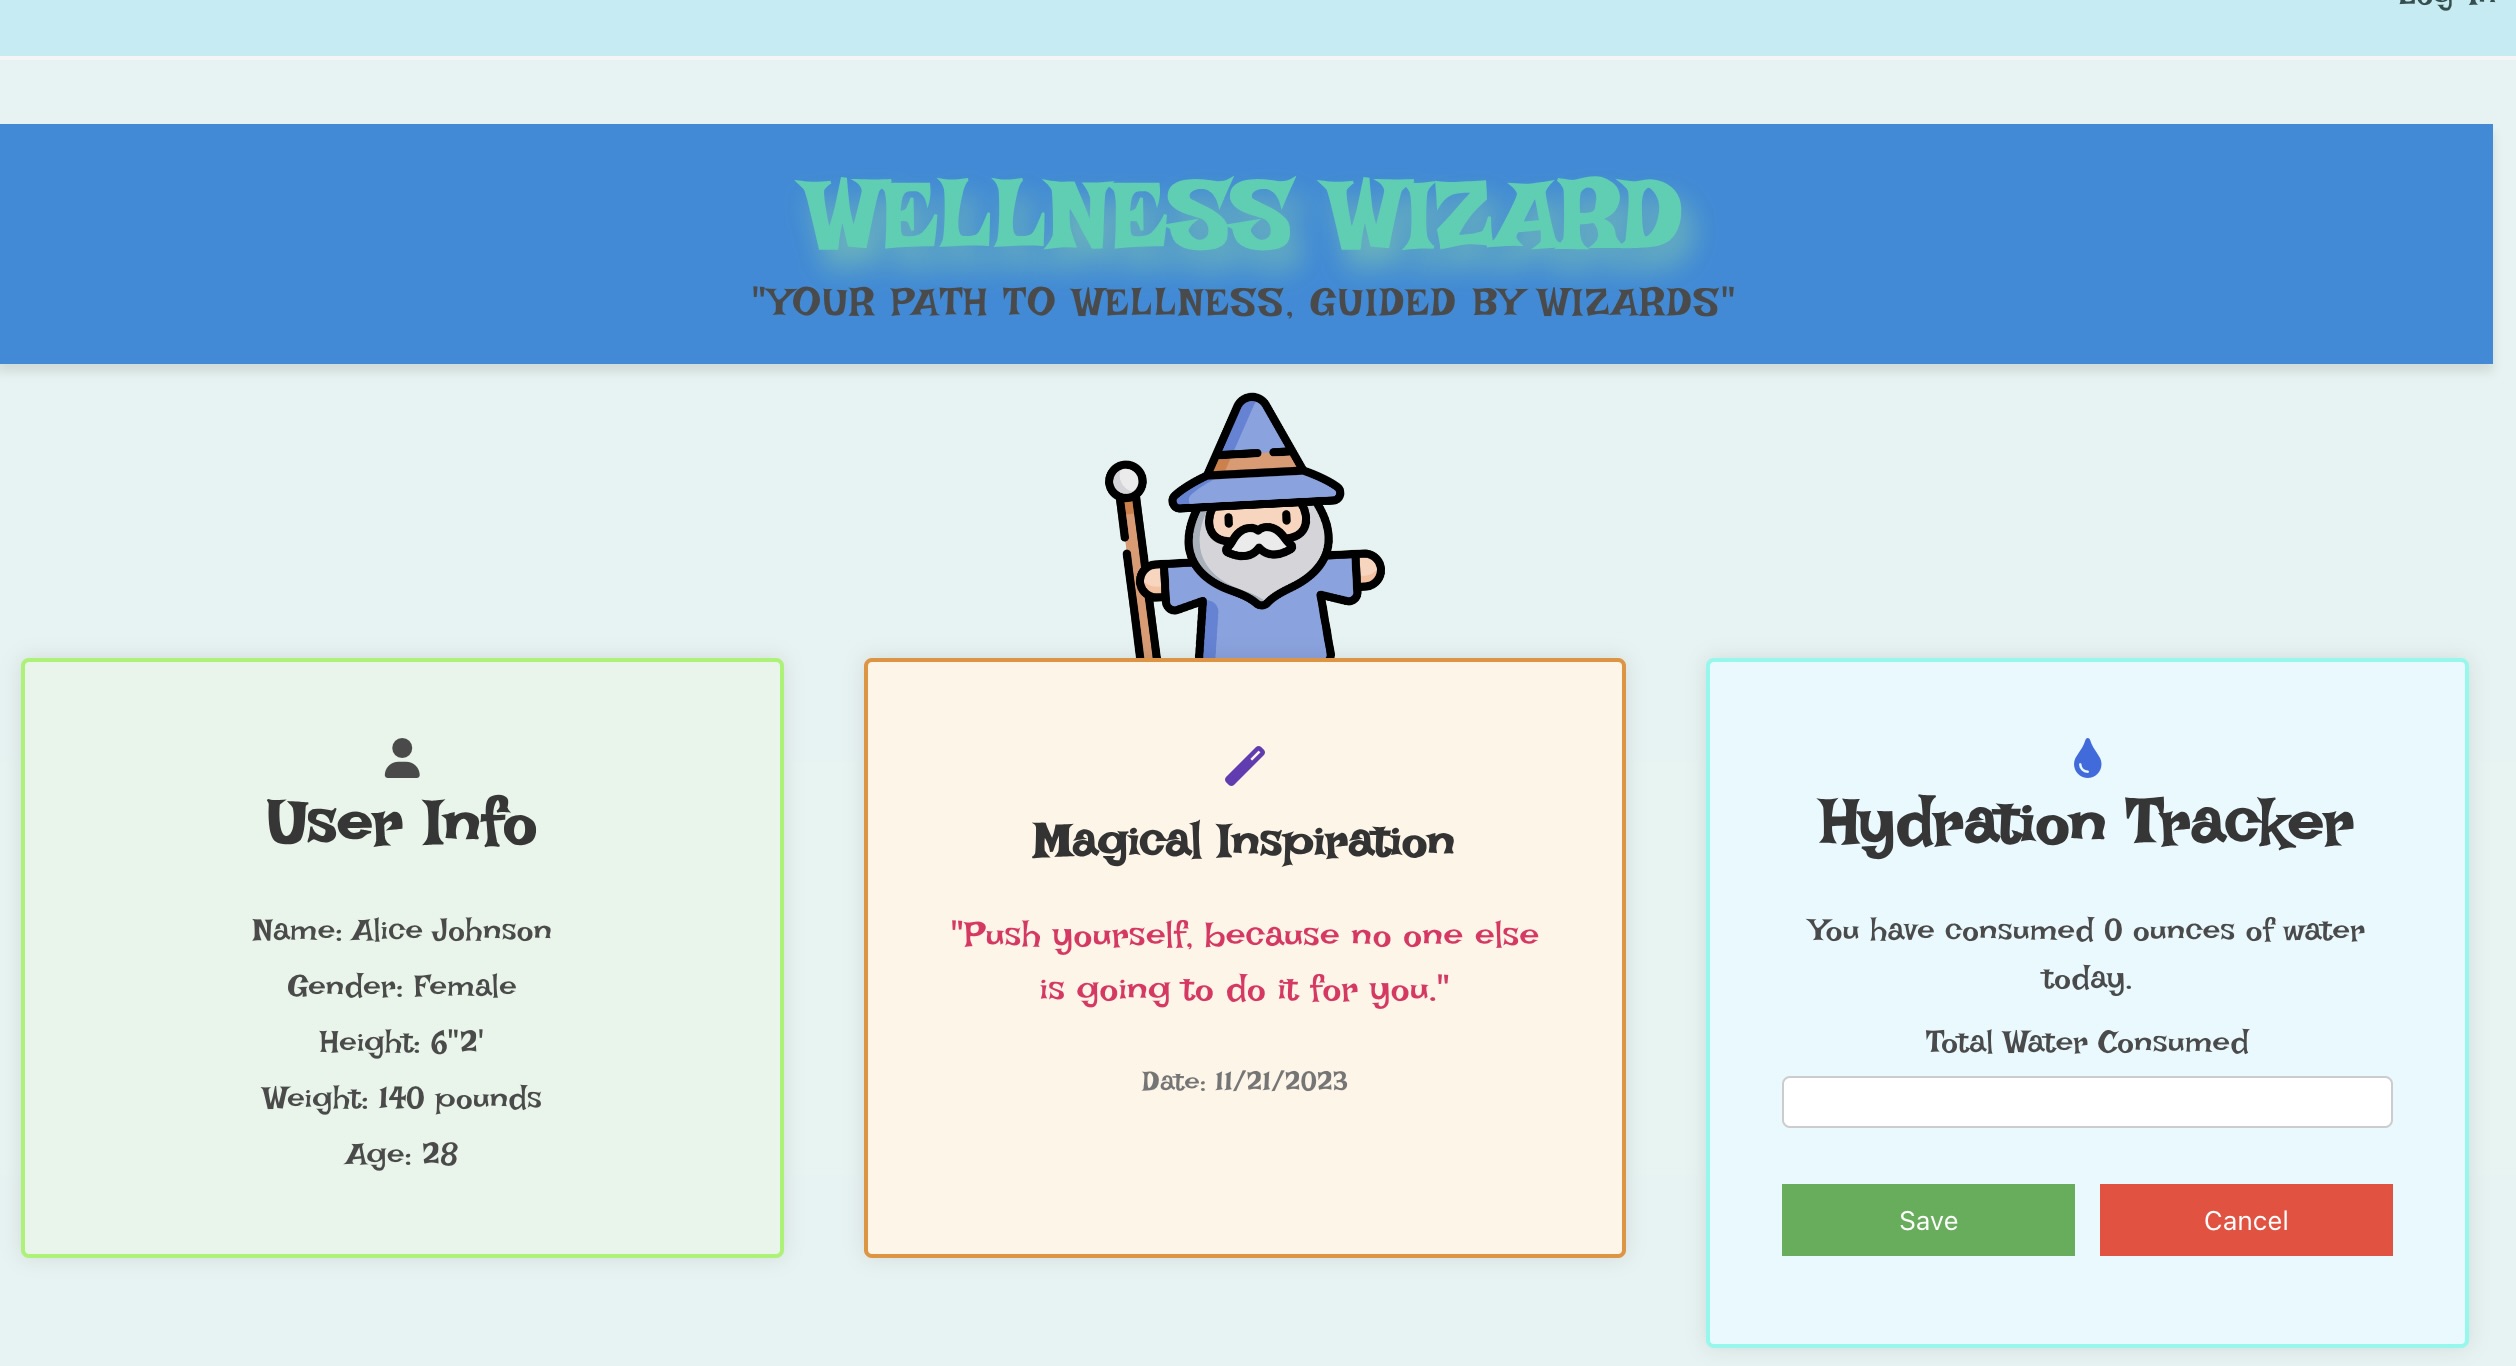 Log In
WELLNESS WIZARD
"YOUR PATH TO WELLNESS, GUIDED BY WIZARDS"
User Info
Name: Alice Johnson
Gender: Female
Height: 6"2'
Weight: 140 pounds
Age: 28
Magical Inspiration
"Push yourself, because no one else
is going to do it for you."
Date: 11/21/2023
Hydration Tracker
You have consumed 0 ounces of water
today.
Total Water Consumed
Save
Cancel